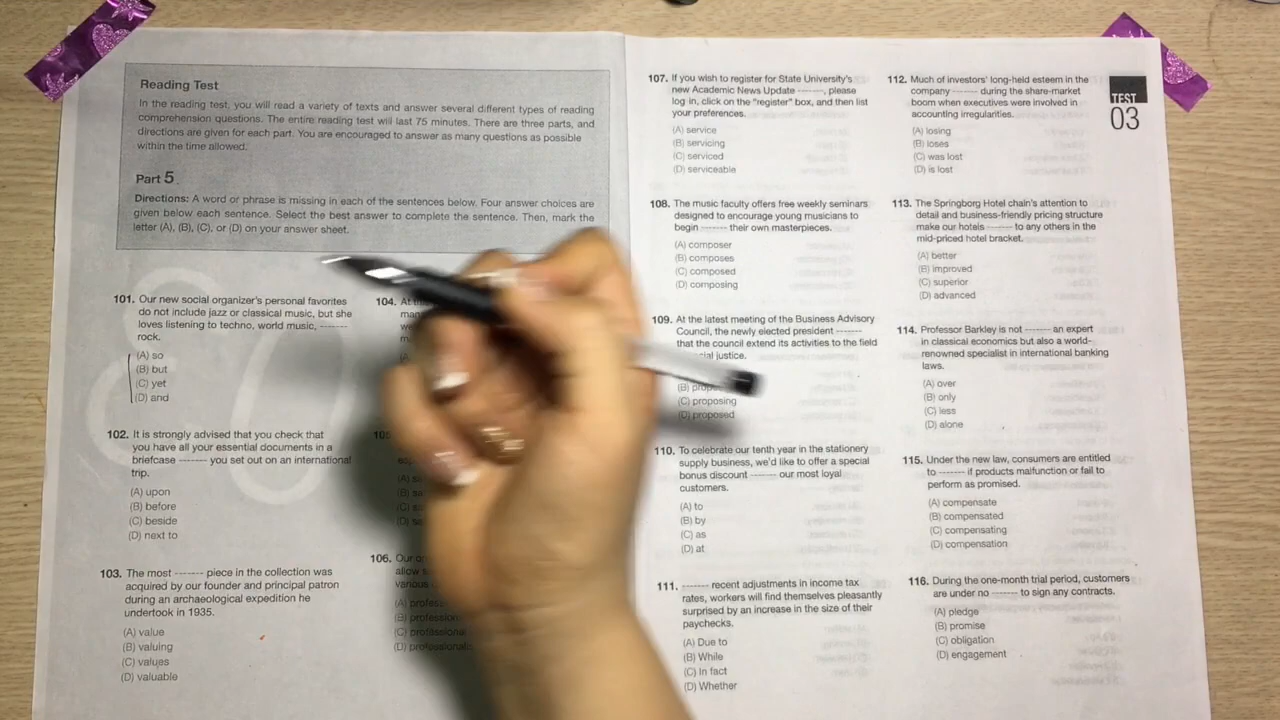 Reading Test
In the reading test, you will read a variety of texts and answer several different types of reading
comprehension questions. The entire reading test will last 75 minutes. There are three parts, and
directions are given for each part. You are encouraged to answer as many questions as possible
within the time allowed.
Part 5
Directions: A word or phrase is missing in each of the sentences below. Four answer choices are
given below each sentence. Select the best answer to complete the sentence. Then, mark the
letter (A), (B), (C), or (D) on your answer sheet.
101. Our new social organizer's personal favorites
do not include jazz or classical music, but she
loves listening to techno, world music, -------
rock.
(A) so
(B) but
(C) yet
(D) and
102. It is strongly advised that you check that
you have all your essential documents in a
briefcase ------- you set out on an international
trip.
(A) upon
(B) before
(C) beside
(D) next to
103. The most ------- piece in the collection was
acquired by our founder and principal patron
during an archaeological expedition he
undertook in 1935.
(A) value
(B) valuing
(C) values
(D) valuable
104.
106. Our
allow
various
(A)
(B) profession
(C) professional
(D)
107. If you wish to register for State University's
new Academic News Update -------, please
log in, click on the "register" box, and then list
your preferences.
(A) service
(B) servicing
(C) serviced
(D) serviceable
108. The music faculty offers free weekly seminars
designed to encourage young musicians to
begin ------- their own masterpieces.
(A) composer
(B) composes
(C) composed
(D) composing
109. At the latest meeting of the Business Advisory
Council, the newly elected president -------
that the council extend its activities to the field
justice.
(B)
(C) proposing
(D) proposed
110. To celebrate our tenth year in the stationery
supply business, we'd like to offer a special
bonus discount ------- our most loyal
customers.
(A) to
(B) by
(C) as
(D) at
111. ------- recent adjustments in income tax
rates, workers will find themselves pleasantly
surprised by an increase in the size of their
paychecks.
(A) Due to
(B) While
(C) In fact
(D) Whether
112. Much of investors' long-held esteem in the
company ------- during the share-market
boom when executives were involved in
accounting irregularities.
(A) losing
(B) loses
(C) was lost
(D) is lost
113. The Springborg Hotel chain's attention to
detail and business-friendly pricing structure
make our hotels ------- to any others in the
mid-priced hotel bracket.
(A) better
(B) improved
(C) superior
(D) advanced
114. Professor Barkley is not ------- an expert
in classical economics but also a world-
renowned specialist in international banking
laws.
(A) over
(B) only
(C) less
(D) alone
115. Under the new law, consumers are entitled
to ------- if products malfunction or fail to
perform as promised.
(A) compensate
(B) compensated
(C) compensating
(D) compensation
116. During the one-month trial period, customers
are under no ------- to sign any contracts.
(A) pledge
(B) promise
(C) obligation
(D) engagement
TEST
03